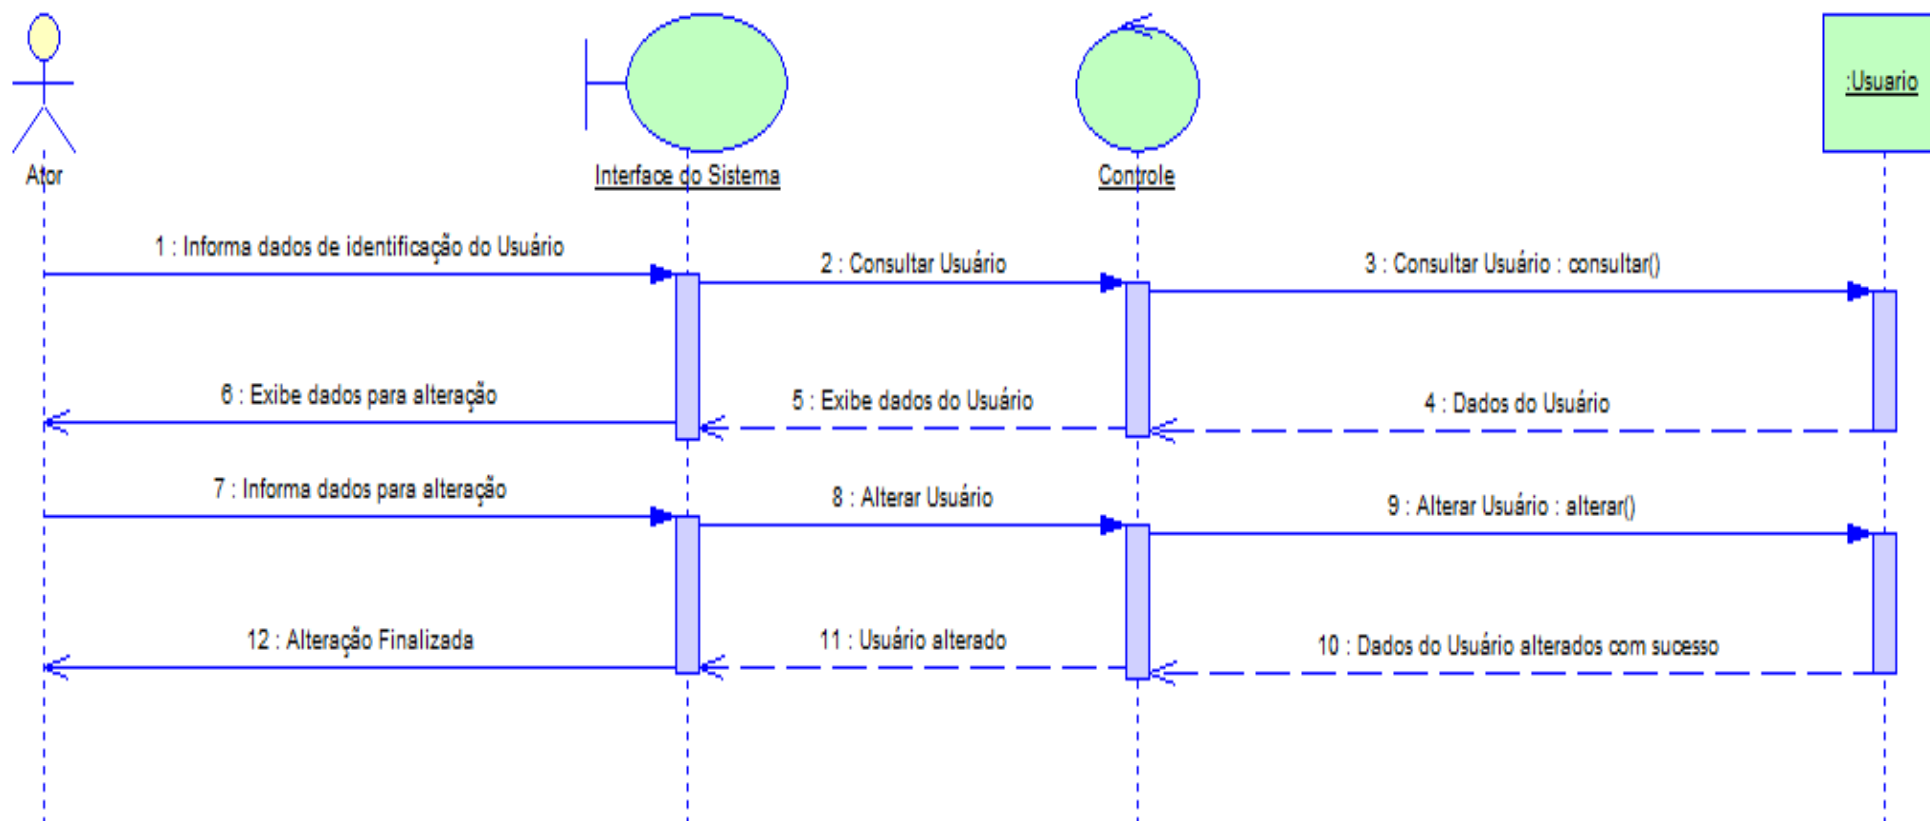 :Usuario
Ator
Interface do Sistema
Controle
1 : Informa dados de identificação do Usuário
2 : Consultar Usuário
3 : Consultar Usuário : consultar()
6 : Exibe dados para alteração
5 : Exibe dados do Usuário
4 : Dados do Usuário
7 : Informa dados para alteração
8 : Alterar Usuário
9 : Alterar Usuário : alterar()
12 : Alteração Finalizada
11 : Usuário alterado
10 : Dados do Usuário alterados com sucesso